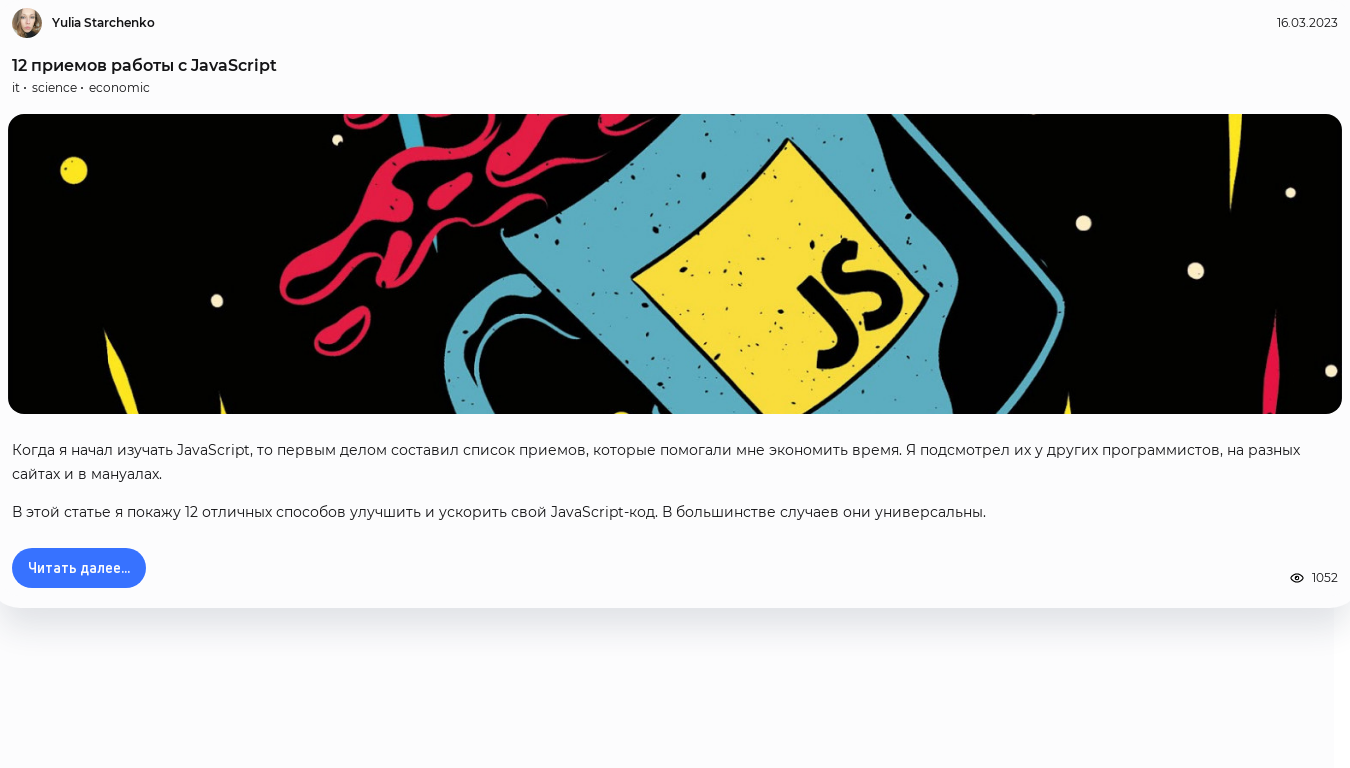 Yulia Starchenko
16.03.2023
12 приемов работы с JavaScript
it • science • economic
JS
Когда я начал изучать JavaScript, то первым делом составил список приемов, которые помогали мне экономить время. Я подсмотрел их у других программистов, на разных
сайтах и в мануалах.
В этой статье я покажу 12 отличных способов улучшить и ускорить свой JavaScript-код. В большинстве случаев они универсальны.
Читать далее...
1052